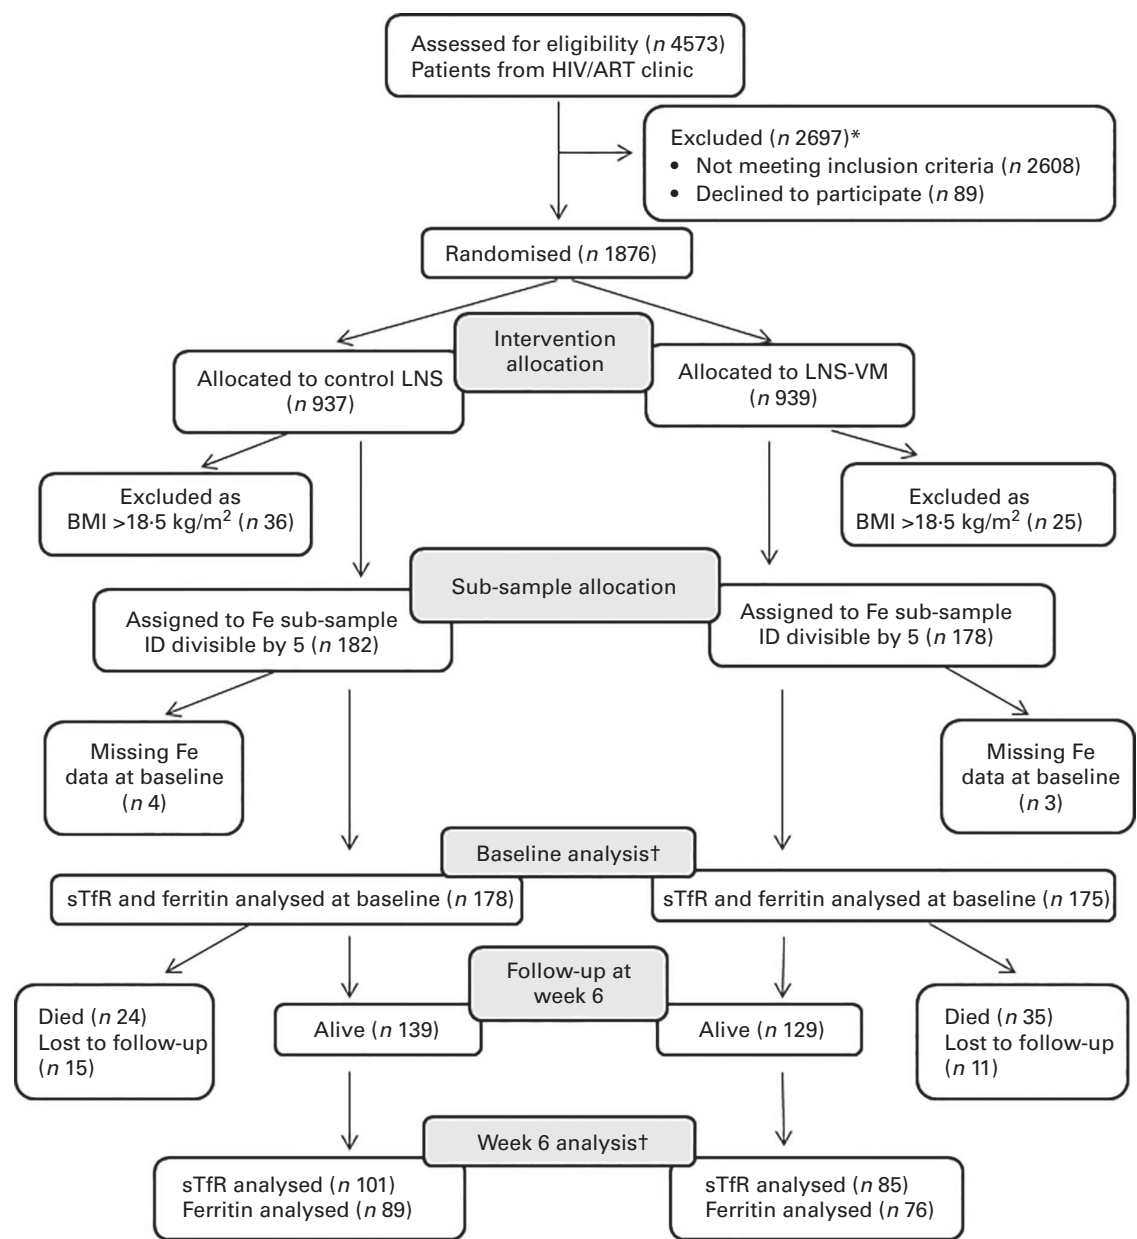 Assessed for eligibility (n 4573)
Patients from HIV/ART clinic
Excluded (n 2697)*
• Not meeting inclusion criteria (n 2608)
• Declined to participate (n 89)
Randomised (n 1876)
Intervention
allocation
Allocated to control LNS
(n 937)
Allocated to LNS-VM
(n 939)
Excluded as
BMI >18·5 kg/m² (n 36)
Excluded as
BMI >18·5 kg/m² (n 25)
Sub-sample allocation
Assigned to Fe sub-sample
ID divisible by 5 (n 182)
Assigned to Fe sub-sample
ID divisible by 5 (n 178)
Missing Fe
data at baseline
(n 4)
Missing Fe
data at baseline
(n 3)
Baseline analysis†
sTfR and ferritin analysed at baseline (n 178)
sTfR and ferritin analysed at baseline (n 175)
Follow-up at
week 6
Died (n 24)
Lost to follow-up
(n 15)
Alive (n 139)
Alive (n 129)
Died (n 35)
Lost to follow-up
(n 11)
Week 6 analysis†
sTfR analysed (n 101)
Ferritin analysed (n 89)
sTfR analysed (n 85)
Ferritin analysed (n 76)